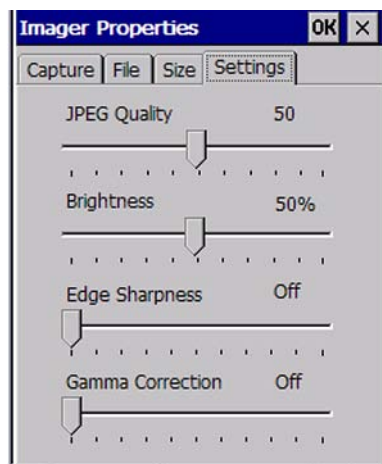 Imager Properties OK ×
Capture File Size Settings
JPEG Quality 50
Brightness 50%
Edge Sharpness Off
Gamma Correction Off